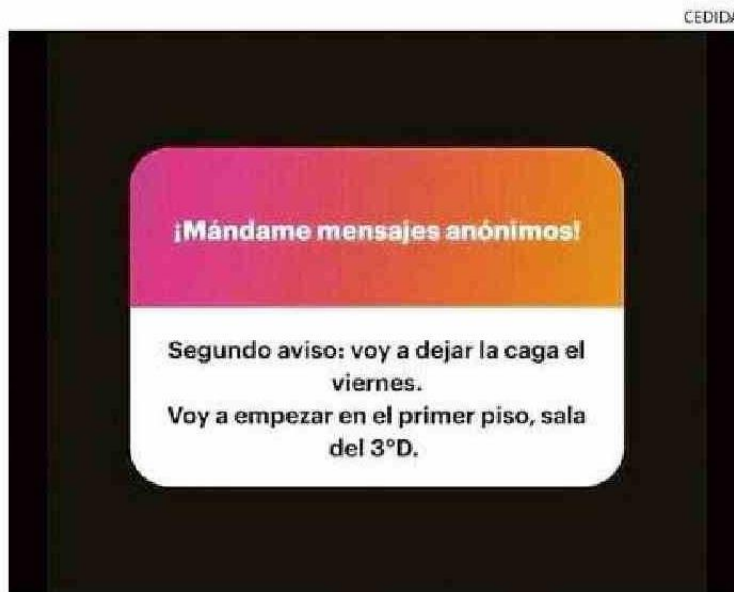 CEDIDA
¡Mándame mensajes anónimos!
Segundo aviso: voy a dejar la caga el
viernes.
Voy a empezar en el primer piso, sala
del 3°D.